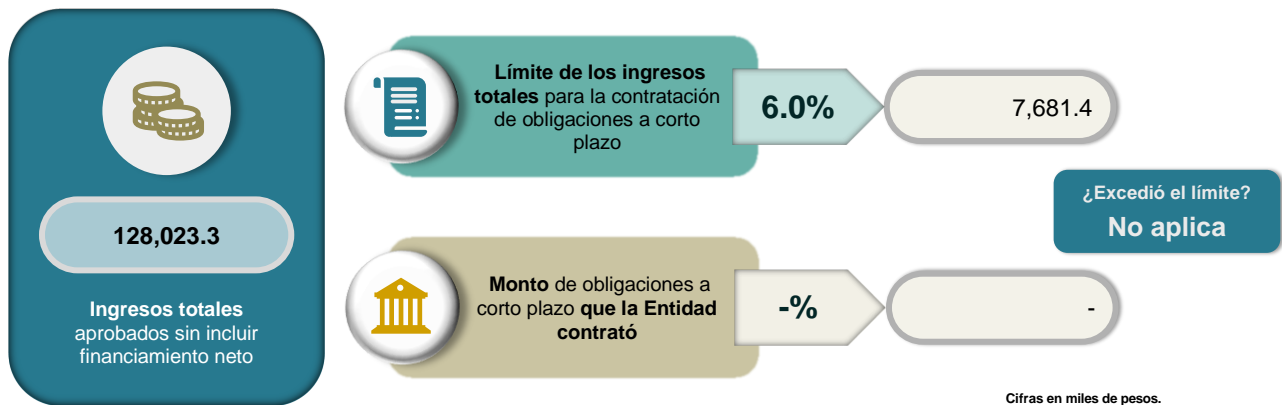 128,023.3
Ingresos totales
aprobados sin incluir
financiamiento neto
Límite de los ingresos
totales para la contratación
de obligaciones a corto
plazo
6.0%
7,681.4
¿Excedió el límite?
No aplica
Monto de obligaciones a
corto plazo que la Entidad
contrató
-%
-
Cifras en miles de pesos.